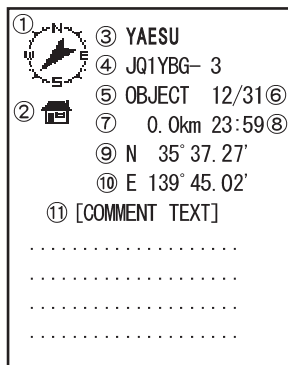 ① N ③ YAESU
W E ④ JQ1YBG- 3
S ⑤ OBJECT 12/31⑥
② ⑦ 0.0km 23:59⑧
⑨ N 35°37.27'
⑩ E 139°45.02'
⑪ [COMMENT TEXT]
. . . . . . . . . . . . . . . . . . . .
. . . . . . . . . . . . . . . . . . . .
. . . . . . . . . . . . . . . . . . . .
. . . . . . . . . . . . . . . . . . . .